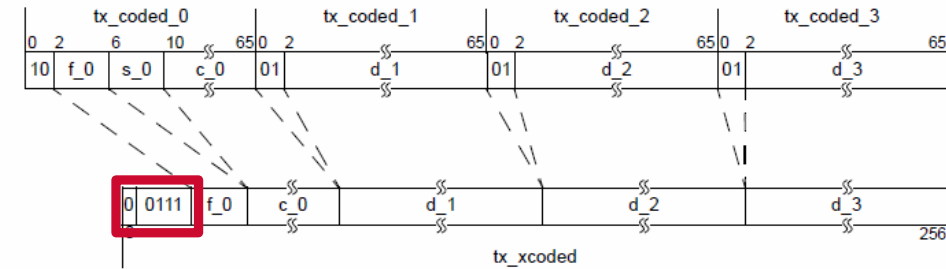 tx_coded_0 tx_coded_1 tx_coded_2 tx_coded_3
0 2 6 10 65 0 2 65 0 2 65 0 2 65
10 f_0 s_0 c_0 01 d_1 01 d_2 01 d_3
0 0111 f_0 c_0 d_1 d_2 d_3
256
tx_xcoded